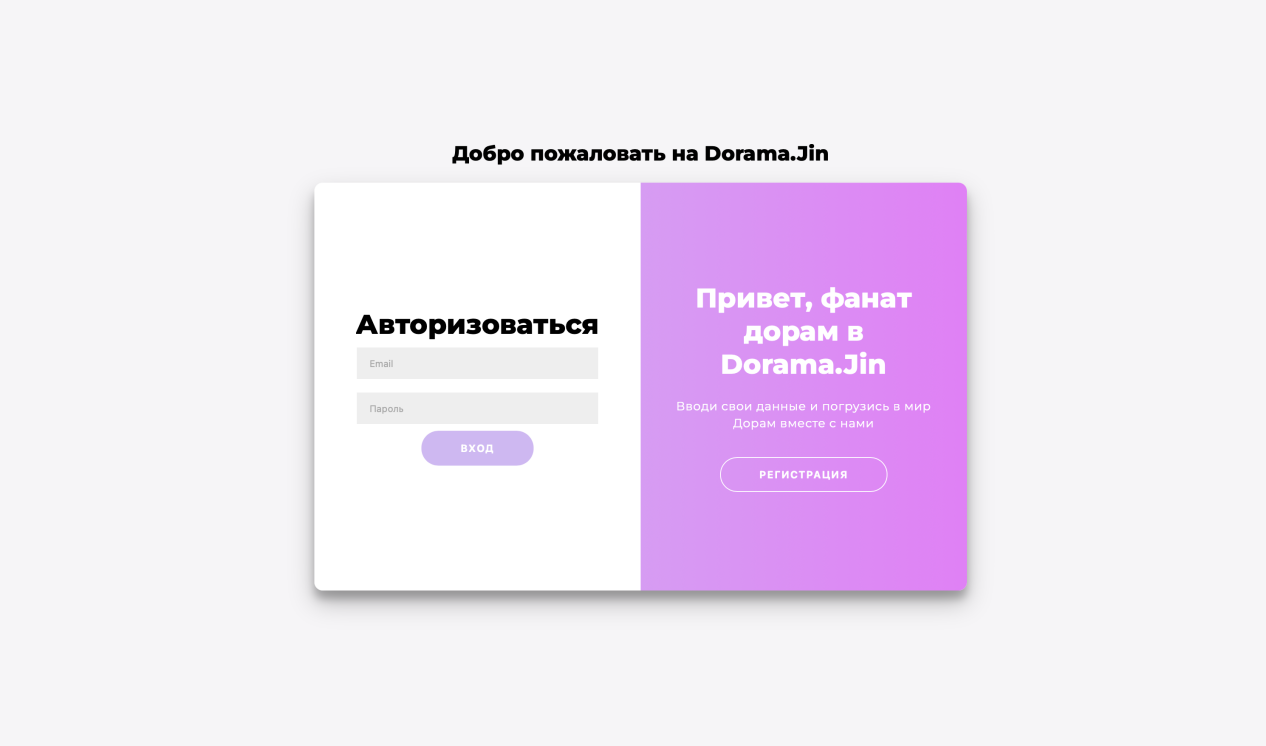 Добро пожаловать на Dorama.Jin
Авторизоваться
Email
Пароль
ВХОД
Привет, фанат
дорам в
Dorama.Jin
Вводи свои данные и погрузись в мир
Дорам вместе с нами
РЕГИСТРАЦИЯ